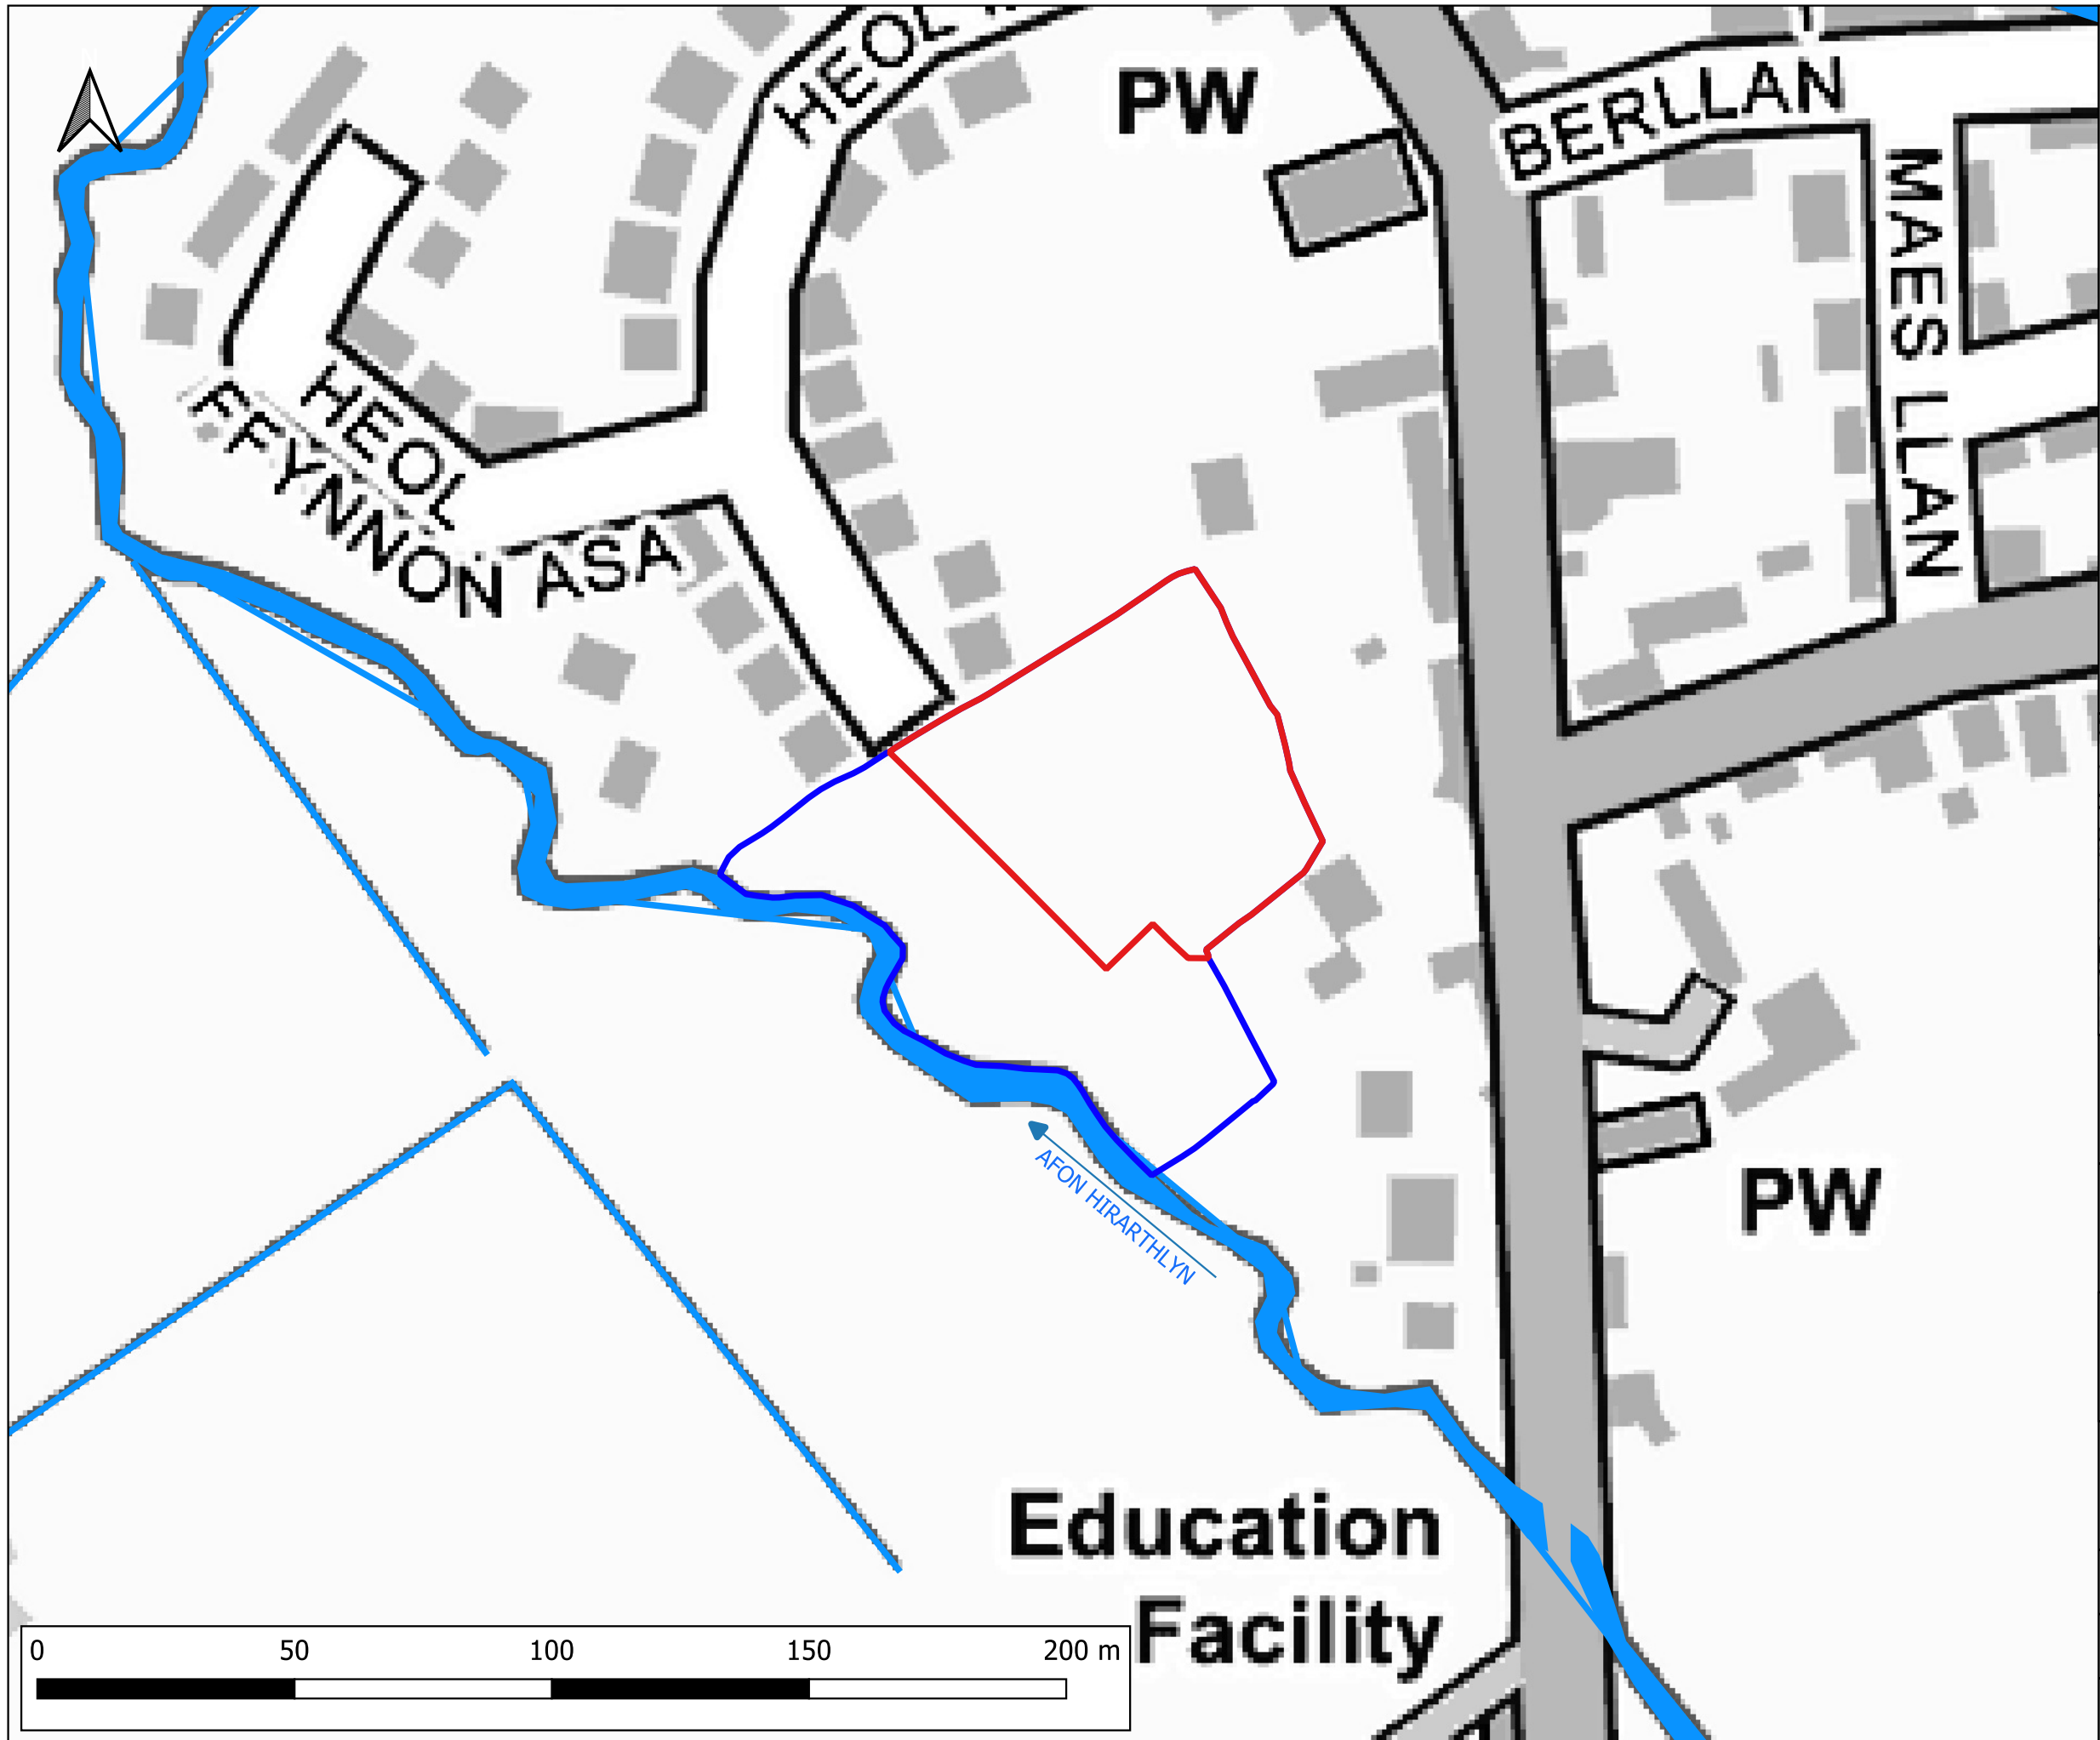 HEOL
PW
BERLLAN
MAES LLAN
HEOL
FFYNNON ASA
AFON HIRARTHLYN
PW
Education
Facility
0 50 100 150 200 m